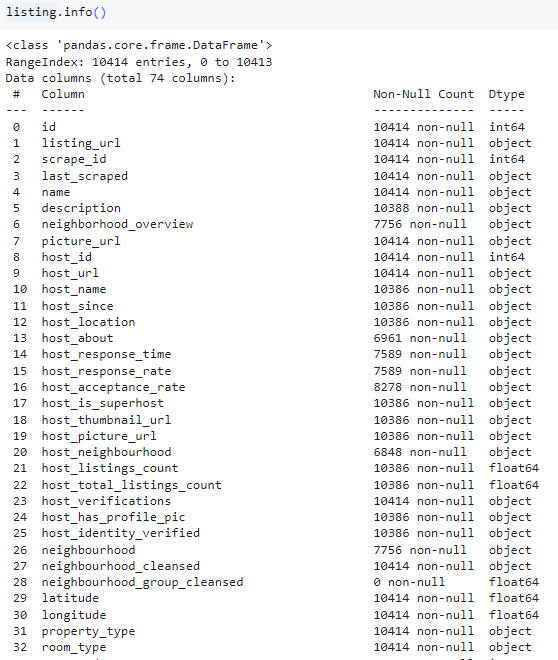 listing.info()
<class 'pandas.core.frame.DataFrame'>
RangeIndex: 10414 entries, 0 to 10413
Data columns (total 74 columns):
 #   Column                                        Non-Null Count  Dtype
---  ------                                        --------------  -----
 0   id                                            10414 non-null  int64
 1   listing_url                                   10414 non-null  object
 2   scrape_id                                     10414 non-null  int64
 3   last_scraped                                  10414 non-null  object
 4   name                                          10414 non-null  object
 5   description                                   10388 non-null  object
 6   neighborhood_overview                         7756 non-null   object
 7   picture_url                                   10414 non-null  object
 8   host_id                                       10414 non-null  int64
 9   host_url                                      10414 non-null  object
 10  host_name                                     10386 non-null  object
 11  host_since                                    10386 non-null  object
 12  host_location                                 10386 non-null  object
 13  host_about                                    6961 non-null   object
 14  host_response_time                            7589 non-null   object
 15  host_response_rate                            7589 non-null   object
 16  host_acceptance_rate                          8278 non-null   object
 17  host_is_superhost                             10386 non-null  object
 18  host_thumbnail_url                            10386 non-null  object
 19  host_picture_url                              10386 non-null  object
 20  host_neighbourhood                            6848 non-null   object
 21  host_listings_count                           10386 non-null  float64
 22  host_total_listings_count                     10386 non-null  float64
 23  host_verifications                            10414 non-null  object
 24  host_has_profile_pic                          10386 non-null  object
 25  host_identity_verified                        10386 non-null  object
 26  neighbourhood                                 7756 non-null   object
 27  neighbourhood_cleansed                        10414 non-null  object
 28  neighbourhood_group_cleansed                  0 non-null      float64
 29  latitude                                      10414 non-null  float64
 30  longitude                                     10414 non-null  float64
 31  property_type                                 10414 non-null  object
 32  room_type                                     10414 non-null  object